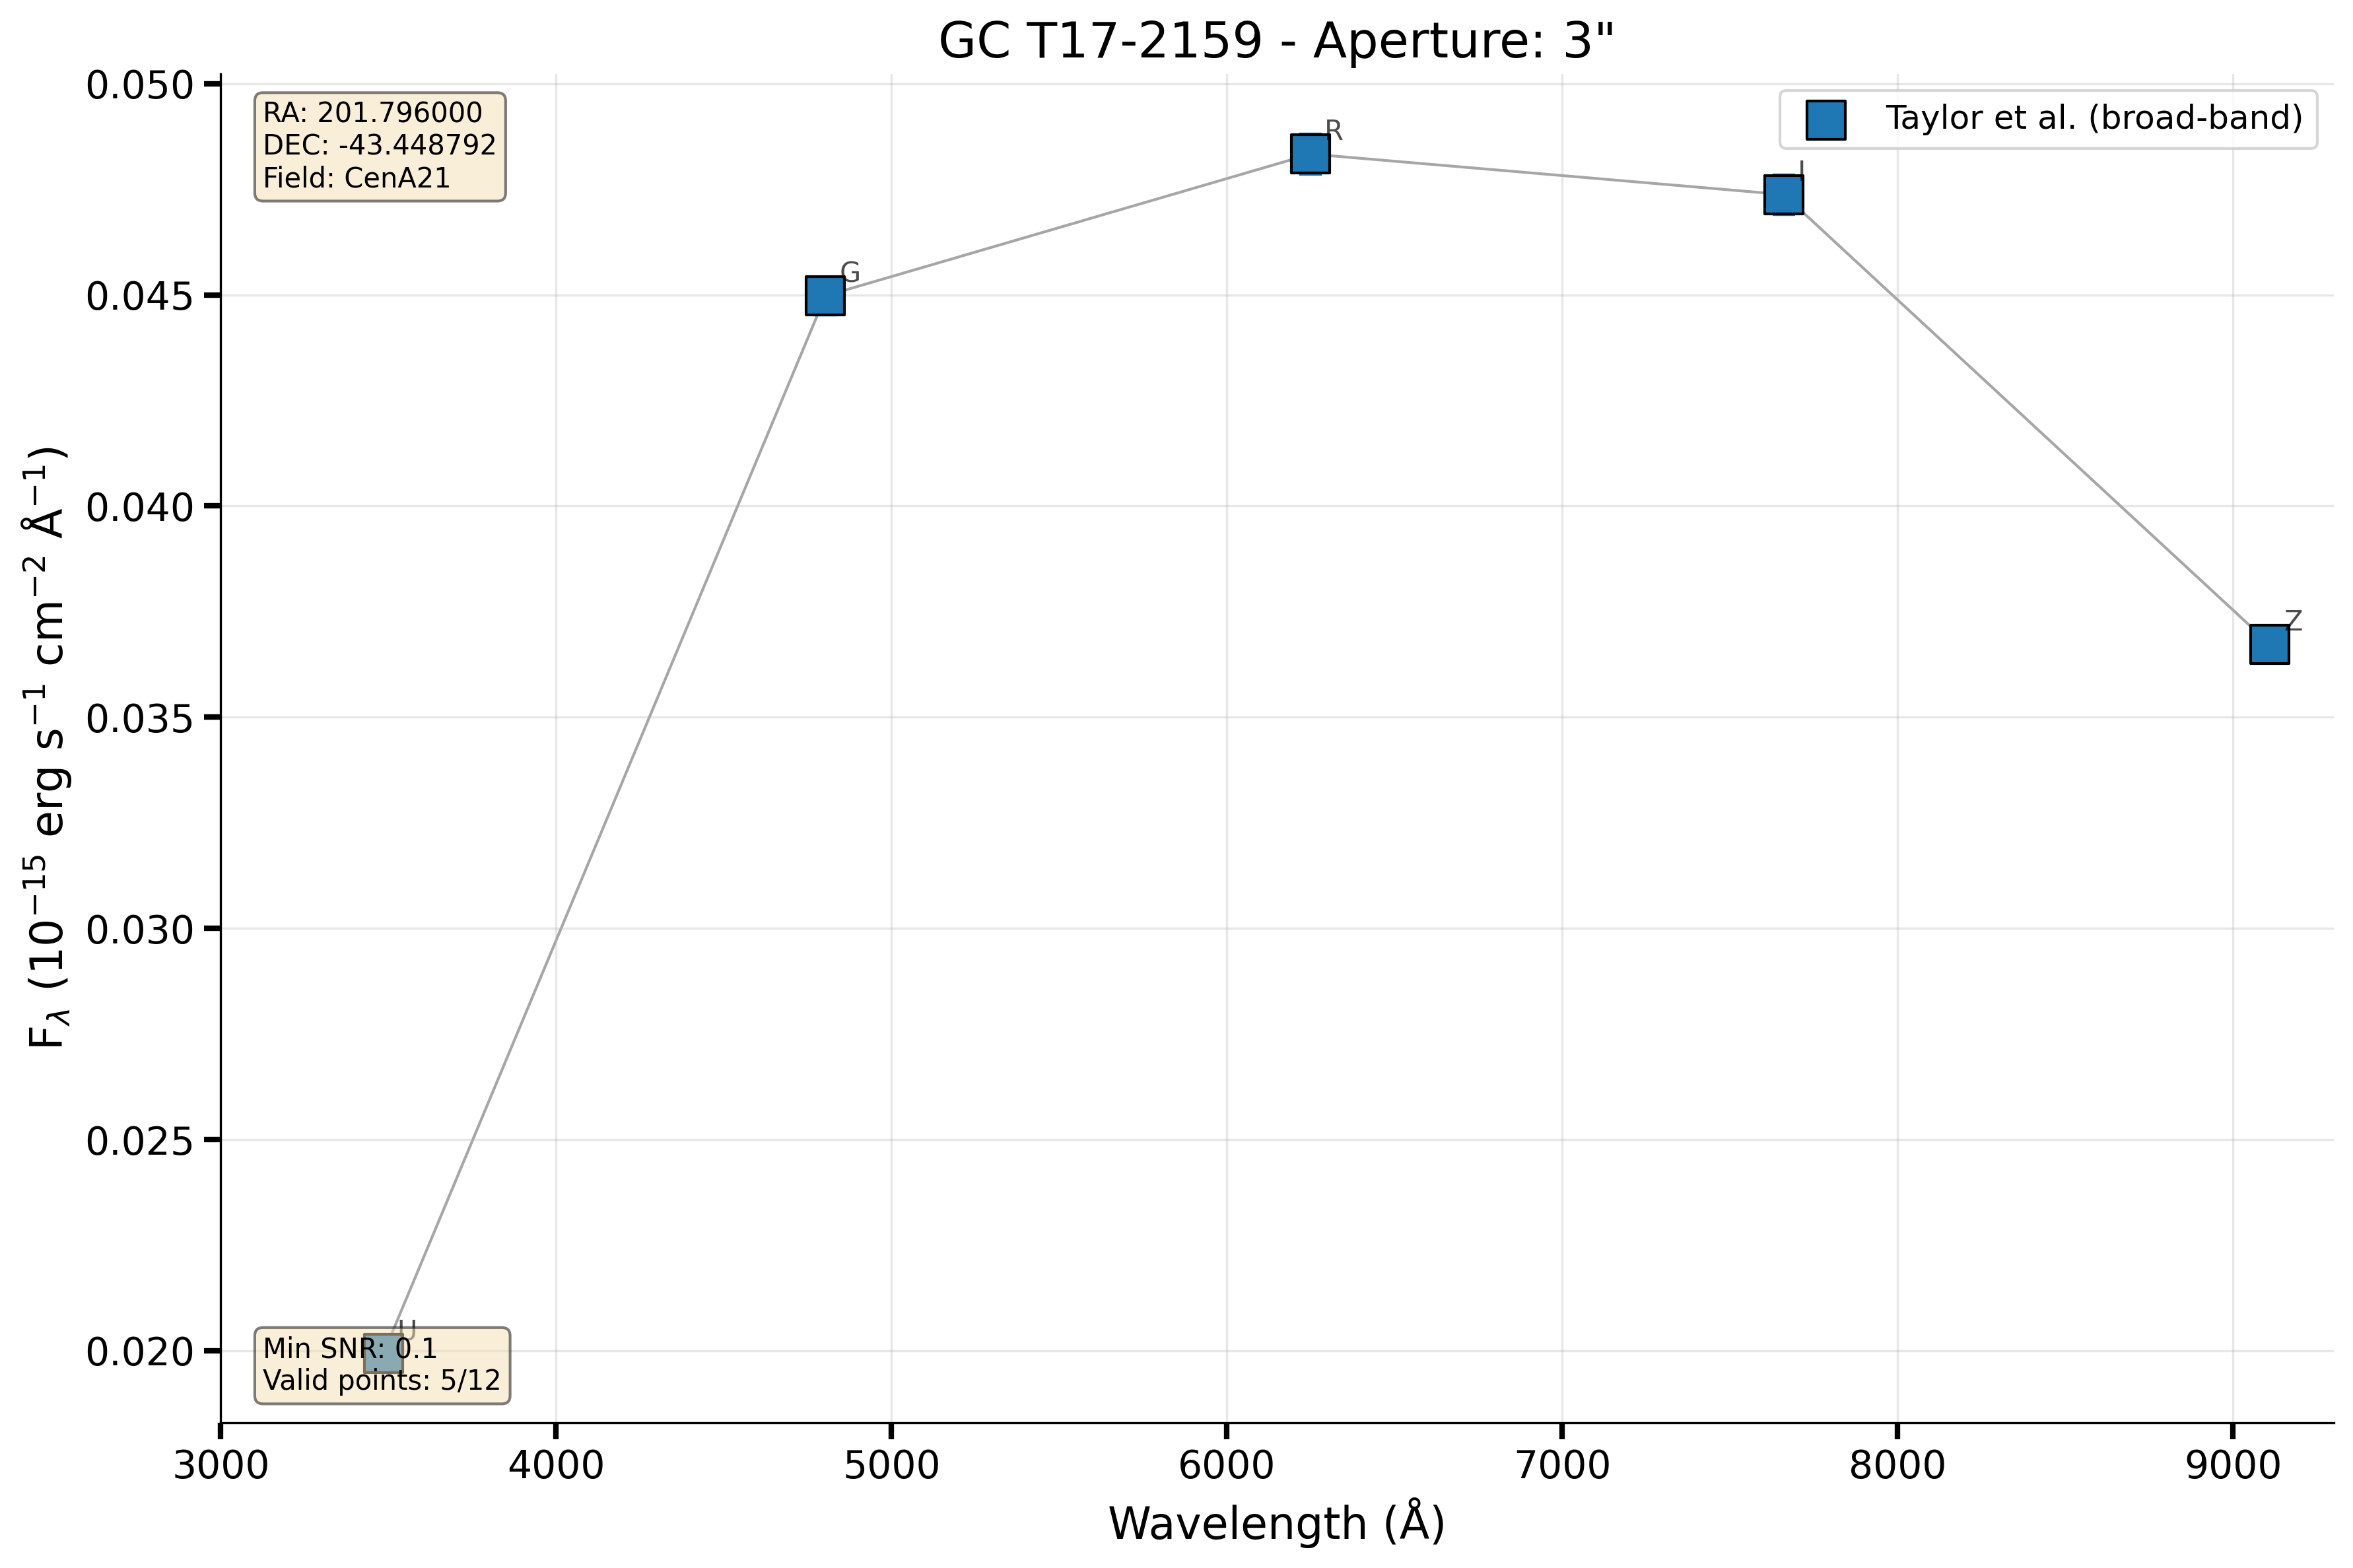 GC T17-2159 - Aperture: 3"
RA: 201.796000
DEC: -43.448792
Field: CenA21
Taylor et al. (broad-band)
0.050
0.045
0.040
0.035
0.030
0.025
0.020
F_λ (10⁻¹⁵ erg s⁻¹ cm⁻² Å⁻¹)
U
G
R
I
Z
Min SNR: 0.1
Valid points: 5/12
3000 4000 5000 6000 7000 8000 9000
Wavelength (Å)